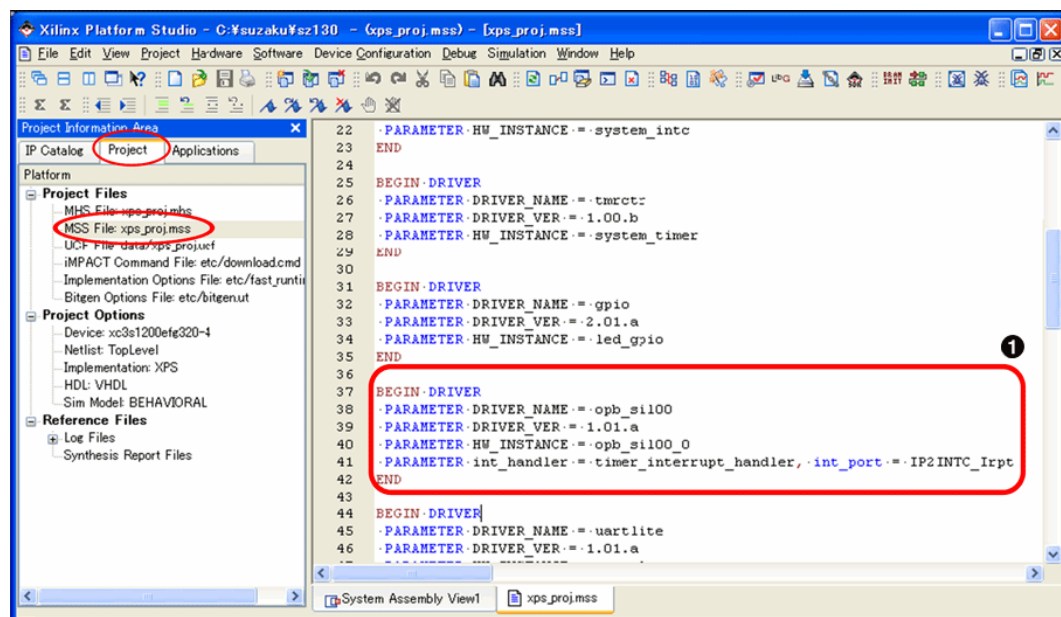 Xilinx Platform Studio - C:¥suzaku¥sz130 - (xps_proj.mss) - [xps_proj.mss]
File Edit View Project Hardware Software Device Configuration Debug Simulation Window Help
Project Information Area
IP Catalog Project Applications
Platform
Project Files
MHS File: xps_proj.mhs
MSS File: xps_proj.mss
UCF File: data/xps_proj.ucf
iMPACT Command File: etc/download.cmd
Implementation Options File: etc/fast_runti
Bitgen Options File: etc/bitgen.ut
Project Options
Device: xc3s1200efg320-4
Netlist: TopLevel
Implementation: XPS
HDL: VHDL
Sim Model: BEHAVIORAL
Reference Files
Log Files
Synthesis Report Files
22 ·PARAMETER·HW_INSTANCE·=·system_intc
23 END
24
25 BEGIN·DRIVER
26 ·PARAMETER·DRIVER_NAME·=·tmrctr
27 ·PARAMETER·DRIVER_VER·=·1.00.b
28 ·PARAMETER·HW_INSTANCE·=·system_timer
29 END
30
31 BEGIN·DRIVER
32 ·PARAMETER·DRIVER_NAME·=·gpio
33 ·PARAMETER·DRIVER_VER·=·2.01.a
34 ·PARAMETER·HW_INSTANCE·=·led_gpio
35 END
36
❶
37 BEGIN·DRIVER
38 ·PARAMETER·DRIVER_NAME·=·opb_sil00
39 ·PARAMETER·DRIVER_VER·=·1.01.a
40 ·PARAMETER·HW_INSTANCE·=·opb_sil00_0
41 ·PARAMETER·int_handler·=·timer_interrupt_handler,·int_port·=·IP2INTC_Irpt
42 END
43
44 BEGIN·DRIVER
45 ·PARAMETER·DRIVER_NAME·=·uartlite
46 ·PARAMETER·DRIVER_VER·=·1.01.a
System Assembly View1 xps_proj.mss